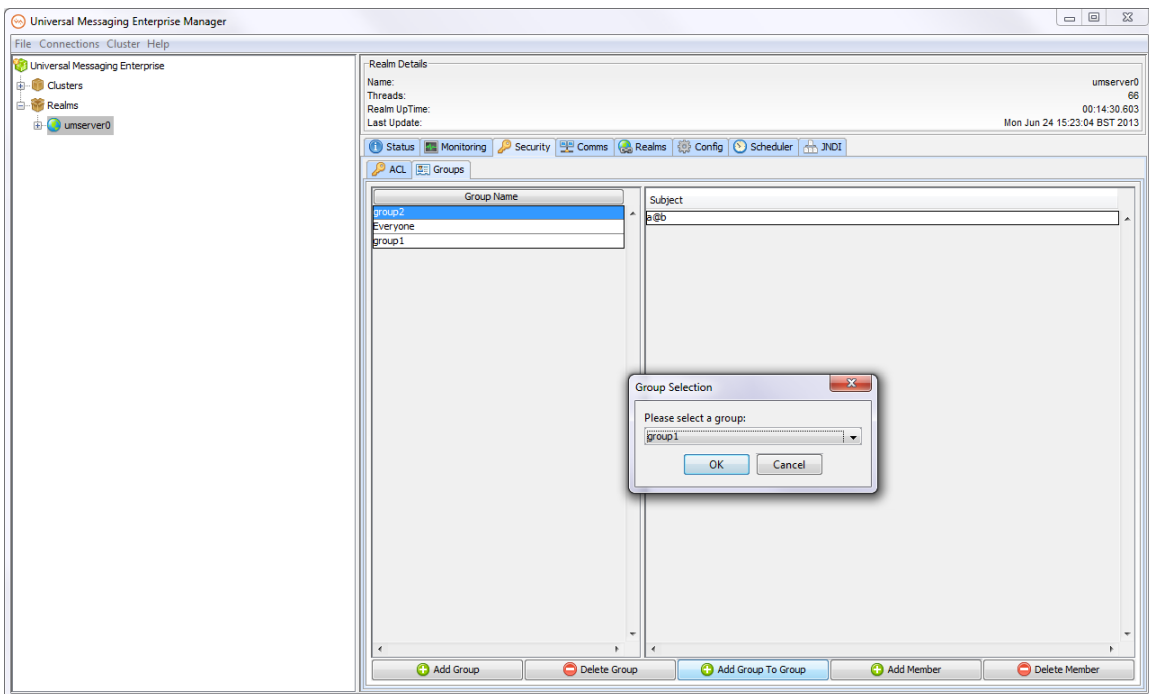 Universal Messaging Enterprise Manager
File Connections Cluster Help
Universal Messaging Enterprise
Clusters
Realms
umserver0
Realm Details
Name: umserver0
Threads: 66
Realm UpTime: 00:14:30.603
Last Update: Mon Jun 24 15:23:04 BST 2013
Status Monitoring Security Comms Realms Config Scheduler JNDI
ACL Groups
Group Name Subject
group2 a@b
Everyone
group1
Group Selection
Please select a group:
group1
OK Cancel
Add Group Delete Group Add Group To Group Add Member Delete Member